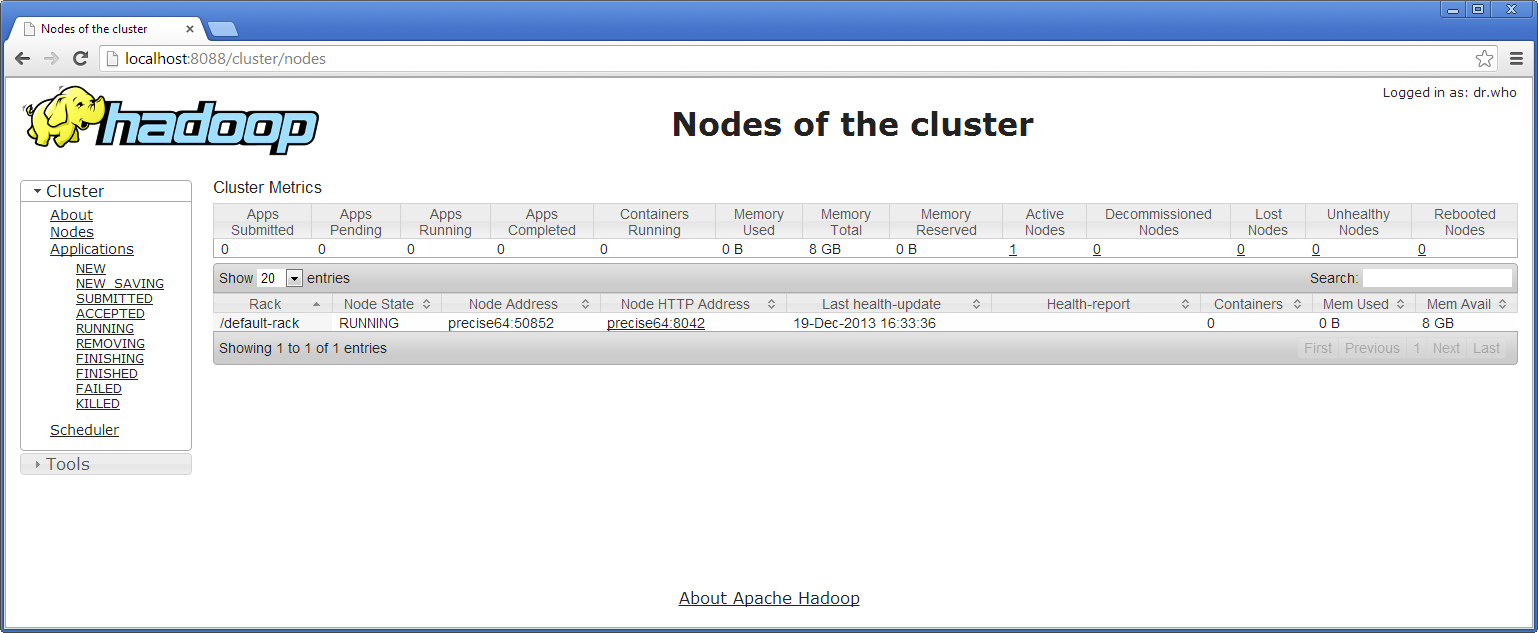 Nodes of the cluster
localhost:8088/cluster/nodes
Logged in as: dr.who
hadoop
Nodes of the cluster
Cluster
About
Nodes
Applications
NEW
NEW_SAVING
SUBMITTED
ACCEPTED
RUNNING
REMOVING
FINISHING
FINISHED
FAILED
KILLED
Scheduler
Tools
Cluster Metrics
Apps Submitted Apps Pending Apps Running Apps Completed Containers Running Memory Used Memory Total Memory Reserved Active Nodes Decommissioned Nodes Lost Nodes Unhealthy Nodes Rebooted Nodes
0 0 0 0 0 0 B 8 GB 0 B 1 0 0 0 0
Show 20 entries Search:
Rack Node State Node Address Node HTTP Address Last health-update Health-report Containers Mem Used Mem Avail
/default-rack RUNNING precise64:50852 precise64:8042 19-Dec-2013 16:33:36 0 0 B 8 GB
Showing 1 to 1 of 1 entries First Previous 1 Next Last
About Apache Hadoop